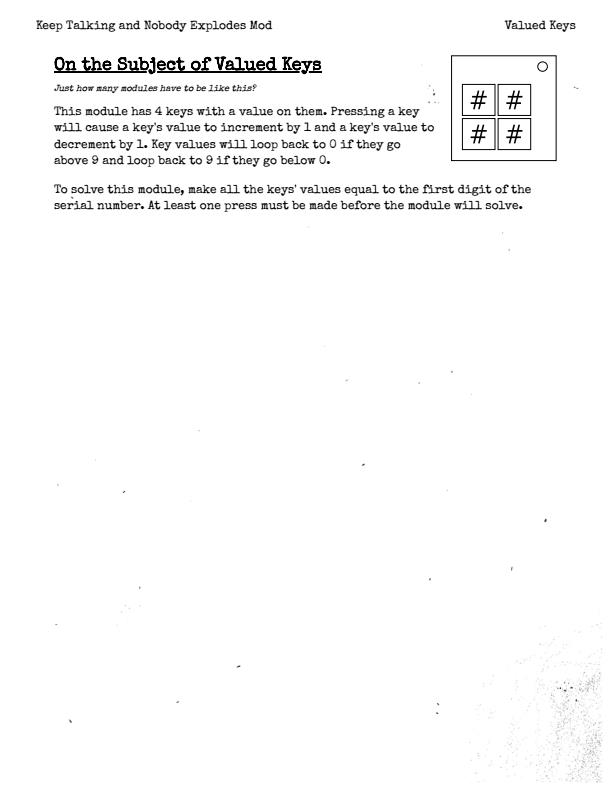 Keep Talking and Nobody Explodes Mod
Valued Keys
On the Subject of Valued Keys
Just how many modules have to be like this?
This module has 4 keys with a value on them. Pressing a key
will cause a key's value to increment by 1 and a key's value to
decrement by 1. Key values will loop back to 0 if they go
above 9 and loop back to 9 if they go below 0.
# #
# #
To solve this module, make all the keys' values equal to the first digit of the
serial number. At least one press must be made before the module will solve.